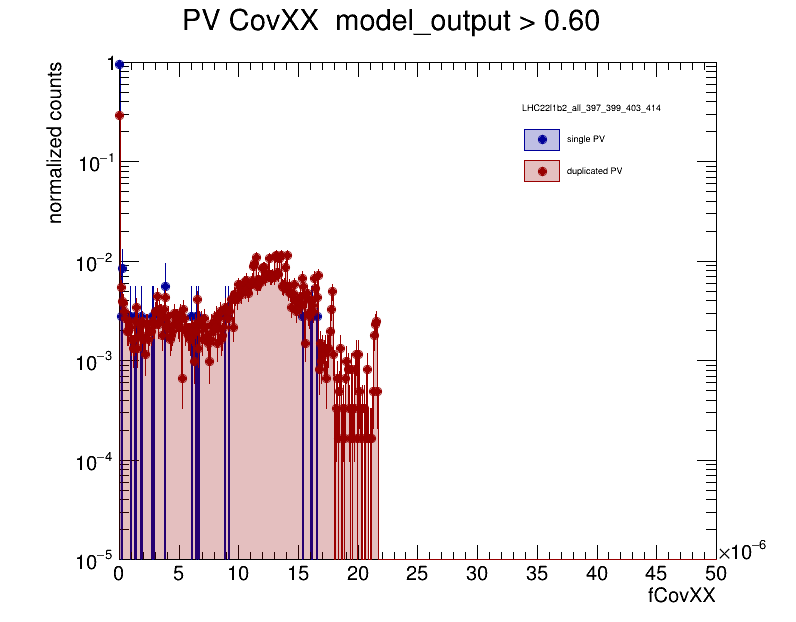 PV CovXX model_output > 0.60
normalized counts
1
10⁻¹
10⁻²
10⁻³
10⁻⁴
10⁻⁵
LHC22l1b2_all_397_399_403_414
single PV
duplicated PV
0 5 10 15 20 25 30 35 40 45 50
×10⁻⁶
fCovXX